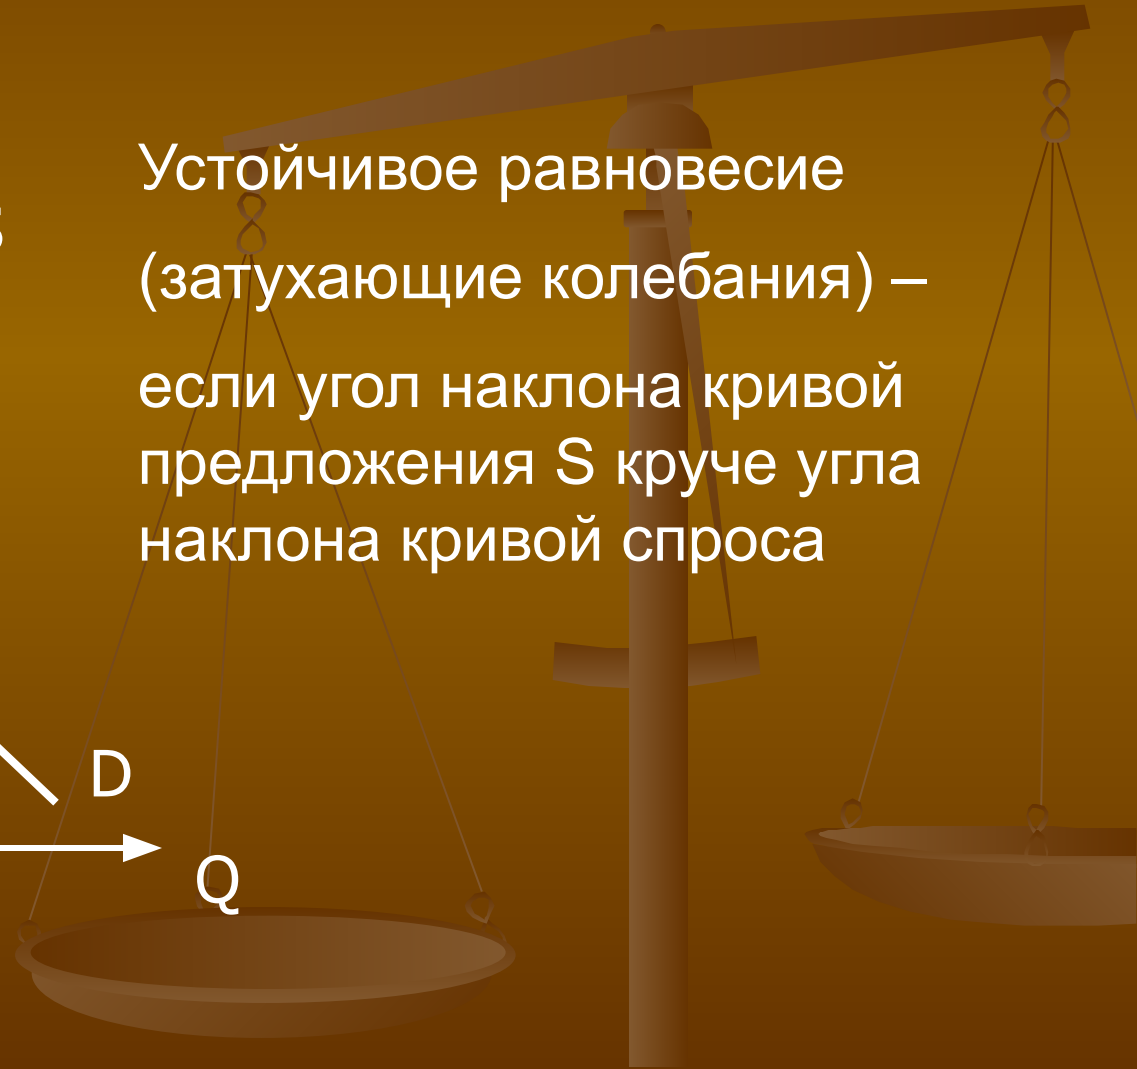 Устойчивое равновесие
(затухающие колебания) –
если угол наклона кривой
предложения S круче угла
наклона кривой спроса
D
Q